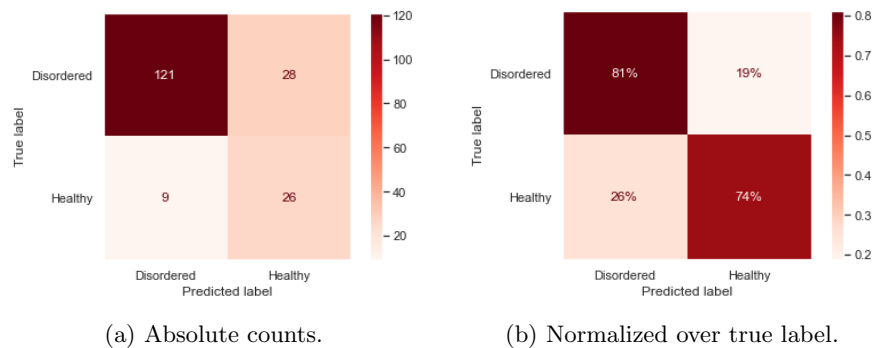 Disordered
Healthy
True label
121
28
9
26
Disordered
Healthy
Predicted label
120
100
80
60
40
20
(a) Absolute counts.
Disordered
Healthy
True label
81%
19%
26%
74%
Disordered
Healthy
Predicted label
0.8
0.7
0.6
0.5
0.4
0.3
0.2
(b) Normalized over true label.